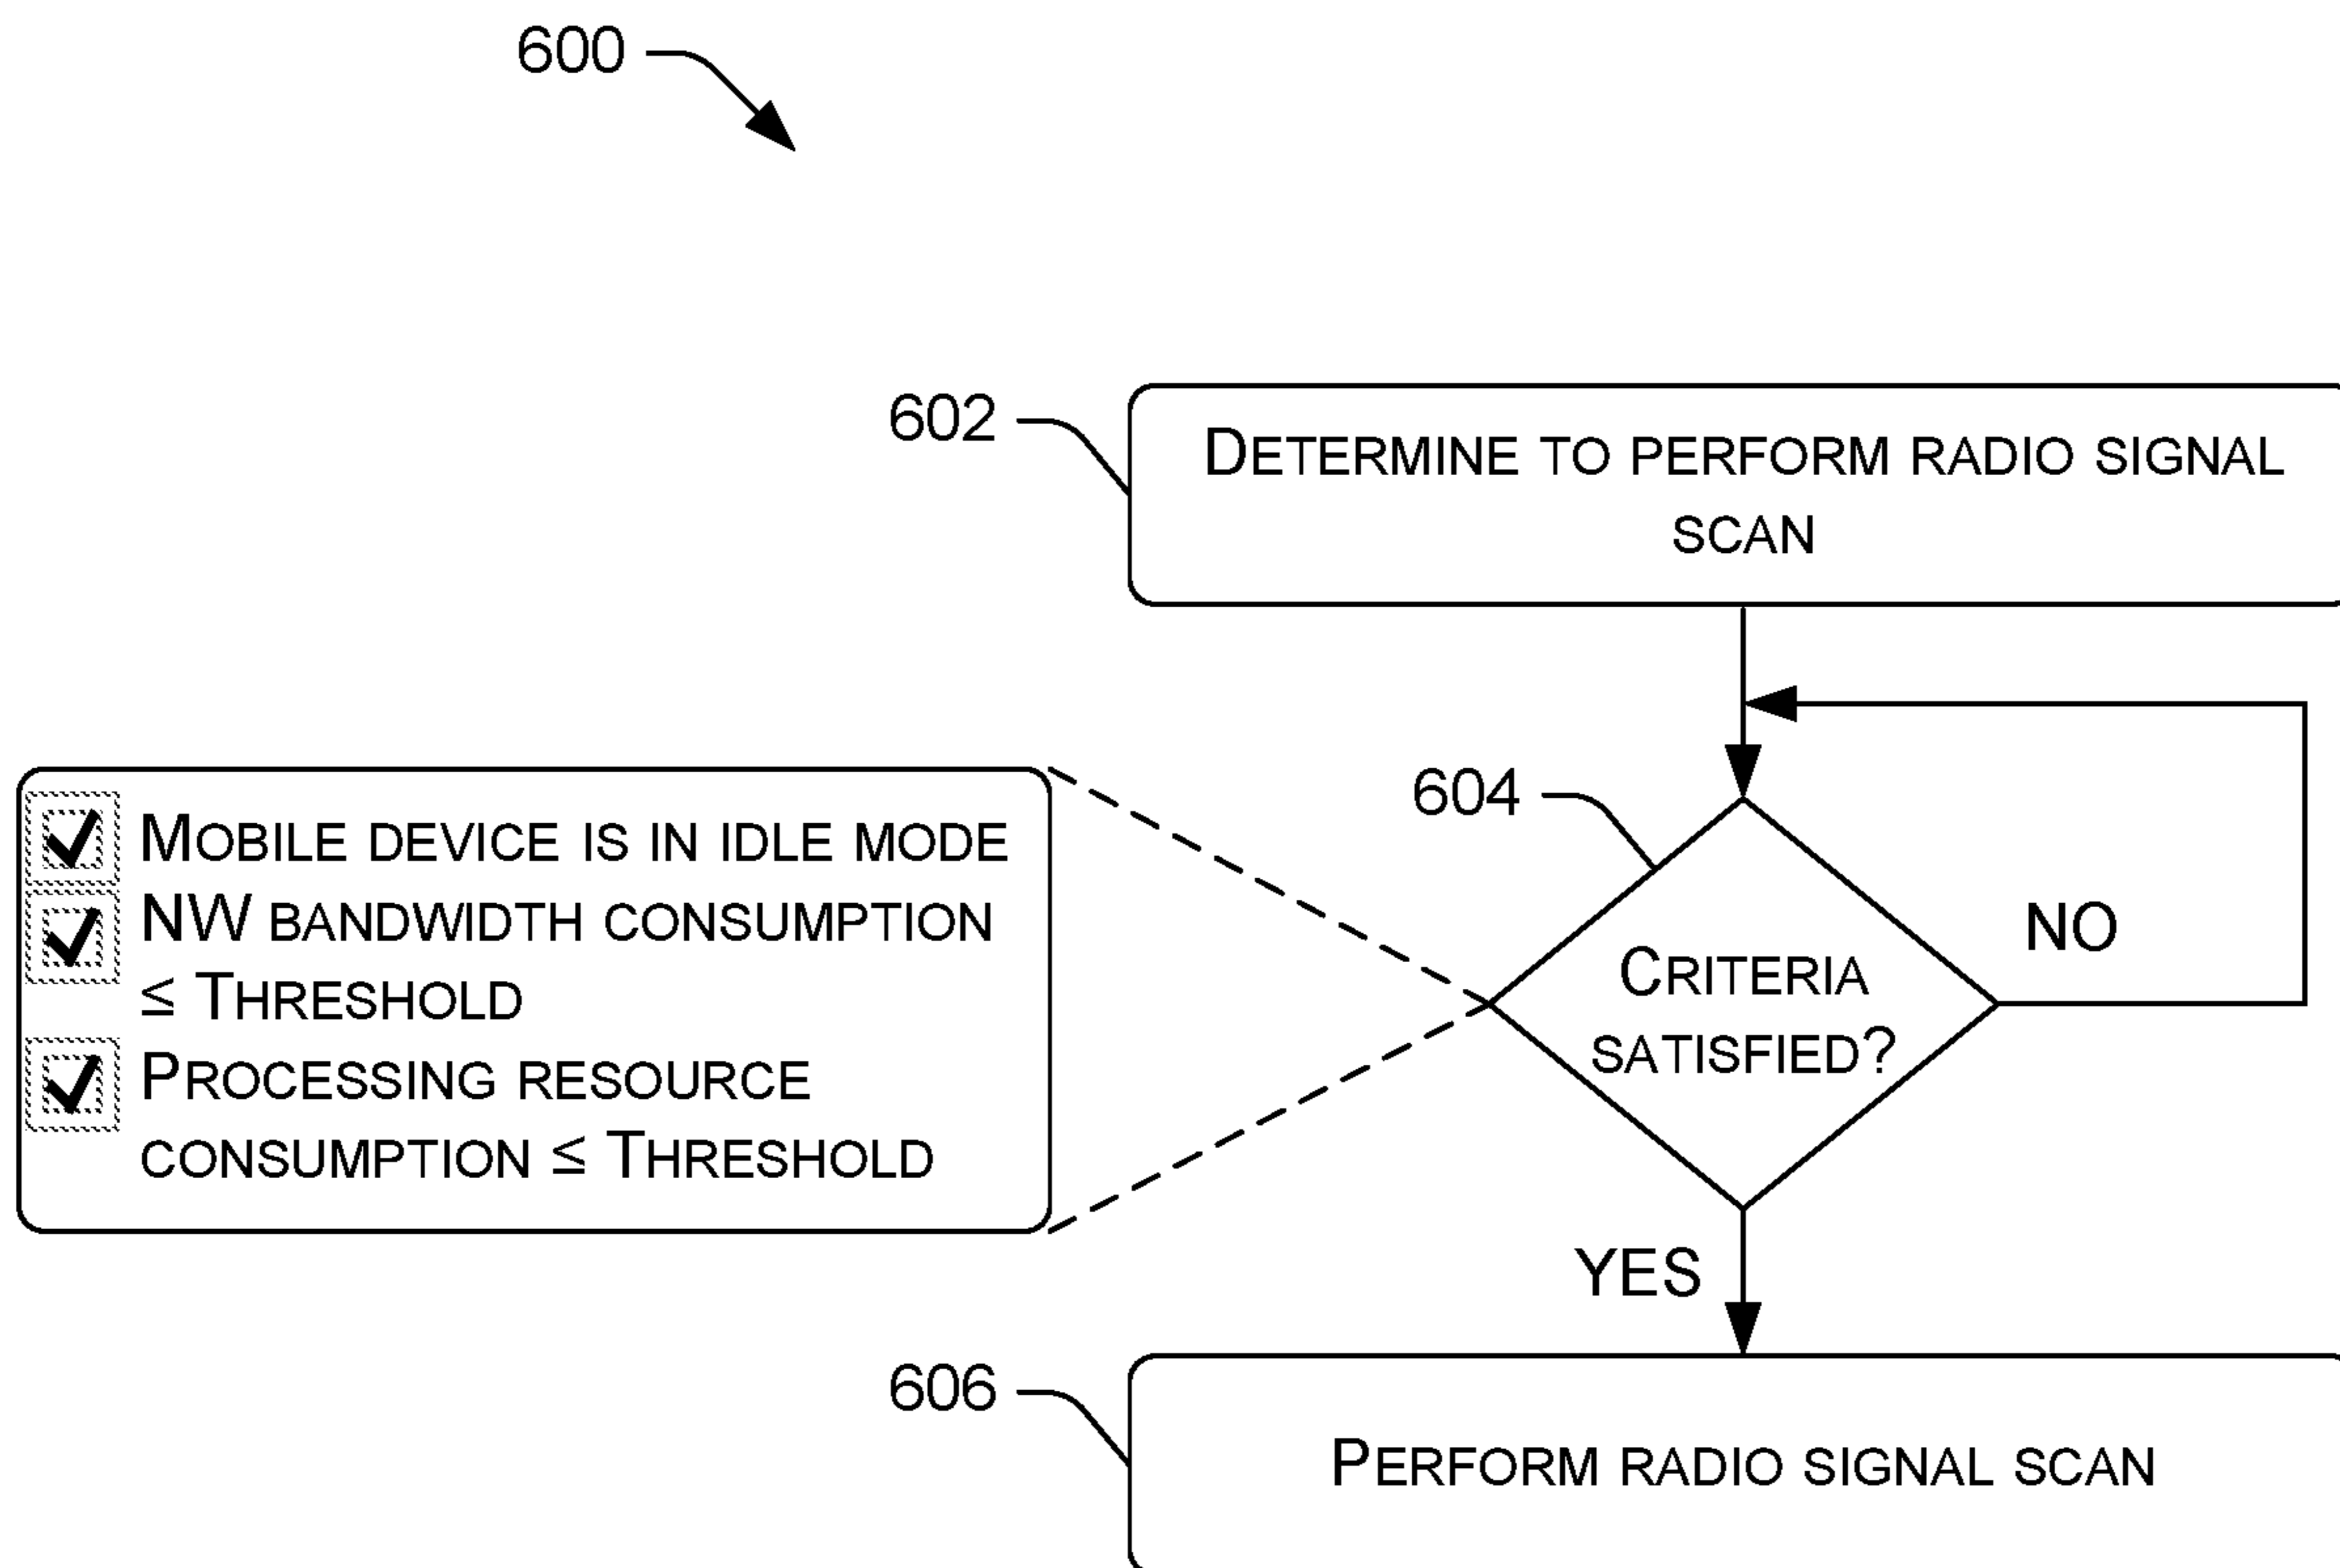 600
602
DETERMINE TO PERFORM RADIO SIGNAL
SCAN
604
MOBILE DEVICE IS IN IDLE MODE
NW BANDWIDTH CONSUMPTION
≤ THRESHOLD
PROCESSING RESOURCE
CONSUMPTION ≤ THRESHOLD
CRITERIA
SATISFIED?
NO
YES
606
PERFORM RADIO SIGNAL SCAN